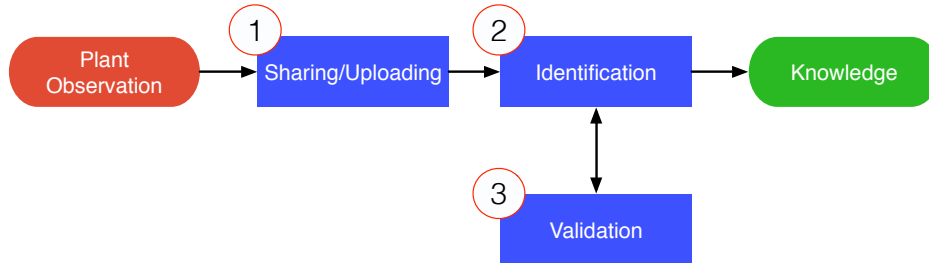 1
2
Plant
Observation
Sharing/Uploading
Identification
Knowledge
3
Validation